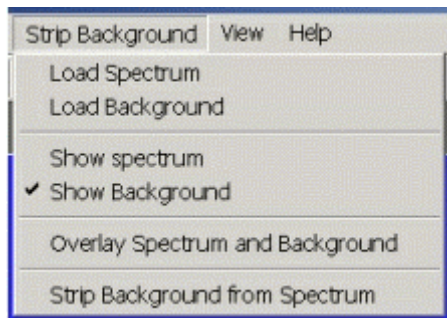 Strip Background View Help
Load Spectrum
Load Background
Show spectrum
Show Background
Overlay Spectrum and Background
Strip Background from Spectrum